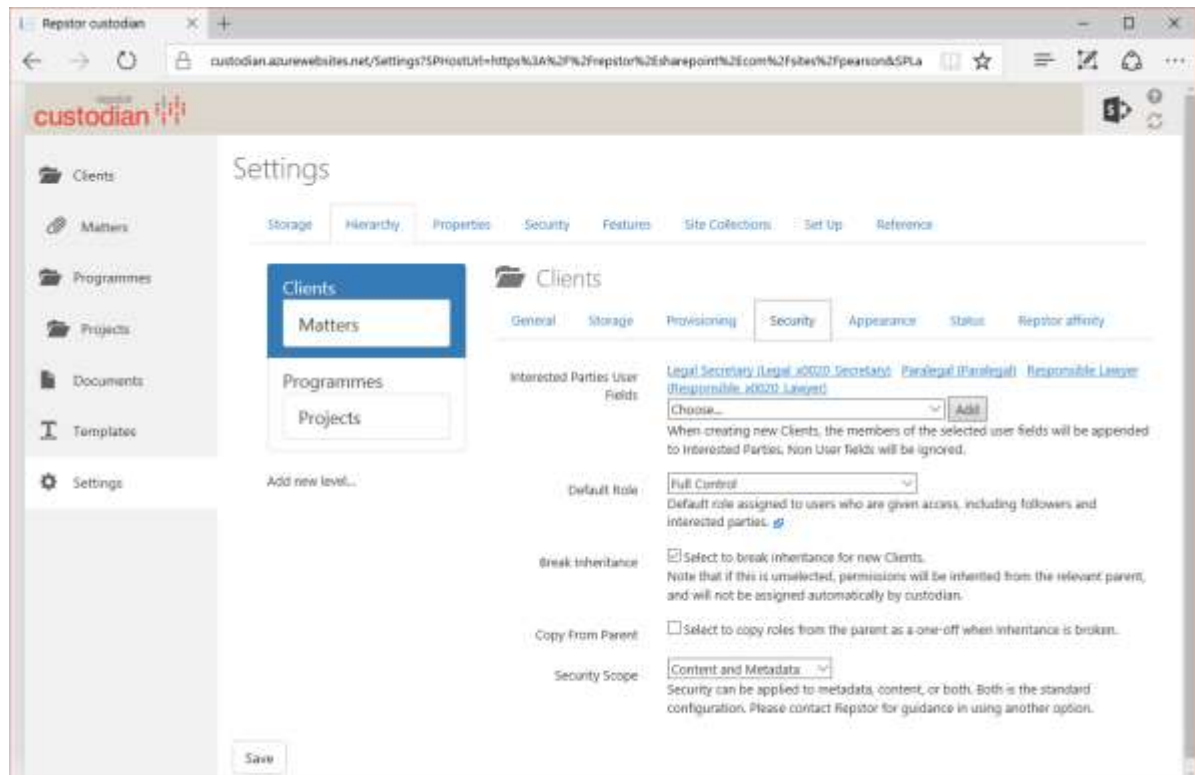 Repstor custodian
custodian.azurewebsites.net/Settings?SPHostUrl=https%3A%2F%2Frepstor%2Esharepoint%2Ecom%2Fsites%2Fpearson&SPLa
repstor
custodian
Clients
Matters
Programmes
Projects
Documents
Templates
Settings
Settings
Storage Hierarchy Properties Security Features Site Collections Set Up Reference
Clients
Matters
Programmes
Projects
Add new level...
Clients
General Storage Provisioning Security Appearance Status Repstor affinity
Interested Parties User
Fields
Legal Secretary (Legal_x0020_Secretary) Paralegal (Paralegal) Responsible Lawyer
(Responsible_x0020_Lawyer)
Choose... Add
When creating new Clients, the members of the selected user fields will be appended
to Interested Parties. Non User fields will be ignored.
Default Role
Full Control
Default role assigned to users who are given access, including followers and
interested parties.
Break Inheritance
Select to break inheritance for new Clients.
Note that if this is unselected, permissions will be inherited from the relevant parent,
and will not be assigned automatically by custodian.
Copy From Parent
Select to copy roles from the parent as a one-off when inheritance is broken.
Security Scope
Content and Metadata
Security can be applied to metadata, content, or both. Both is the standard
configuration. Please contact Repstor for guidance in using another option.
Save